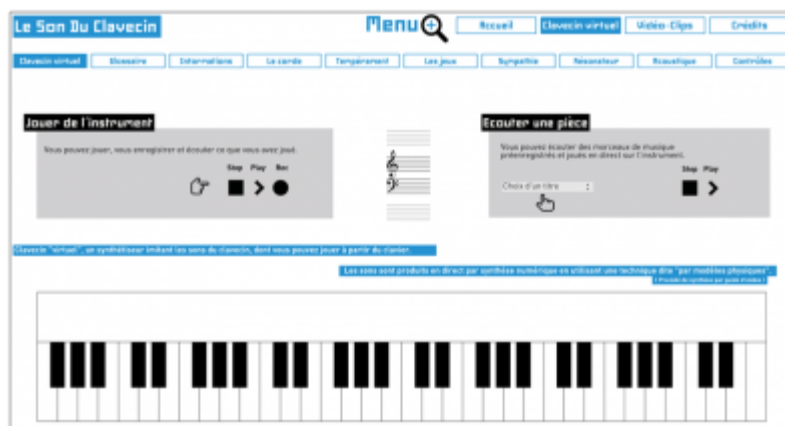 Le Son Du Clavecin
Menu
Accueil
Clavecin virtuel
Vidéo-Clips
Crédits
Clavecin virtuel
Glossaire
Informations
La corde
Tempérament
Les jeux
Sympathie
Résonateur
Acoustique
Contrôles
Jouer de l'instrument
Vous pouvez jouer, vous enregistrer et écouter ce que vous avez joué.
Stop Play Rec
Ecouter une pièce
Vous pouvez écouter des morceaux de musique
préenregistrés et joués en direct sur l'instrument.
Stop Play
Choix d'un titre
Clavecin "virtuel", un synthétiseur imitant les sons du clavecin, dont vous pouvez jouer à partir du clavier.
Les sons sont produits en direct par synthèse numérique en utilisant une technique dite "par modèles physiques".